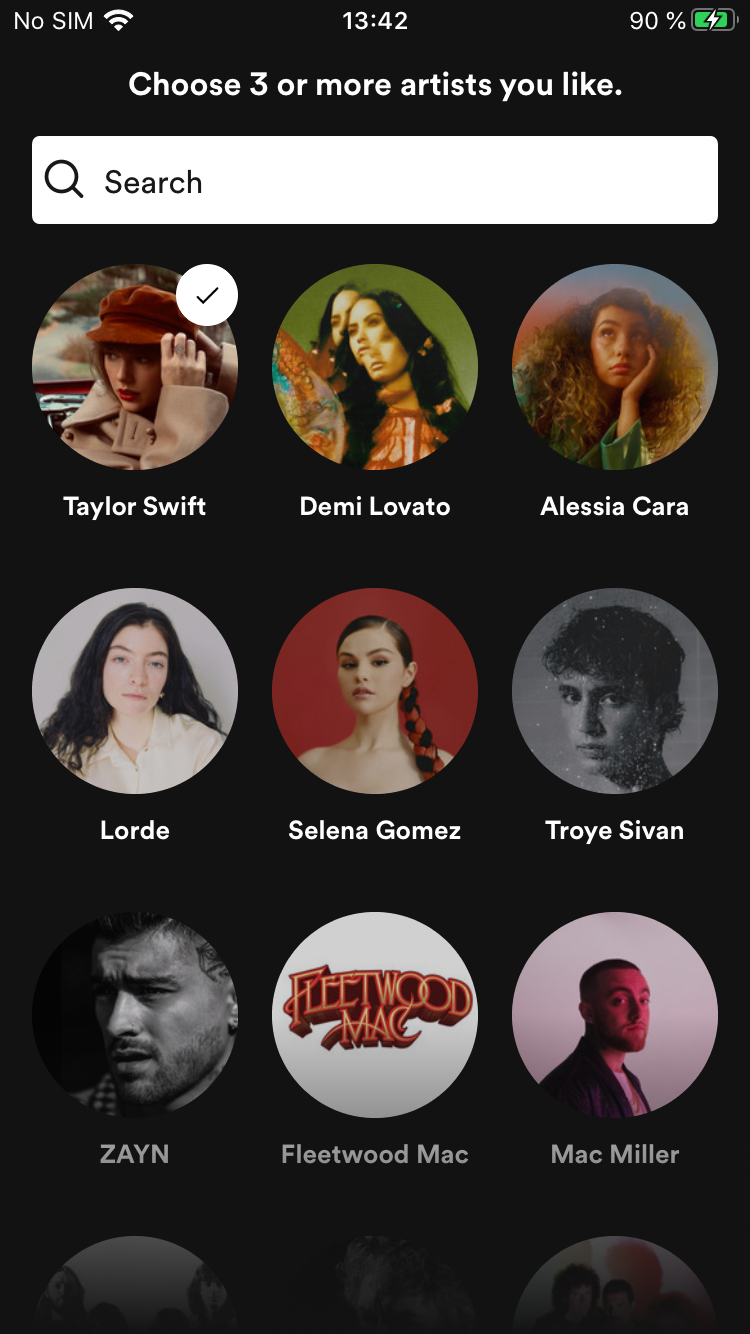 No SIM 13:42 90 %
Choose 3 or more artists you like.
Search
Taylor Swift Demi Lovato Alessia Cara
Lorde Selena Gomez Troye Sivan
FLEETWOOD
MAC
ZAYN Fleetwood Mac Mac Miller